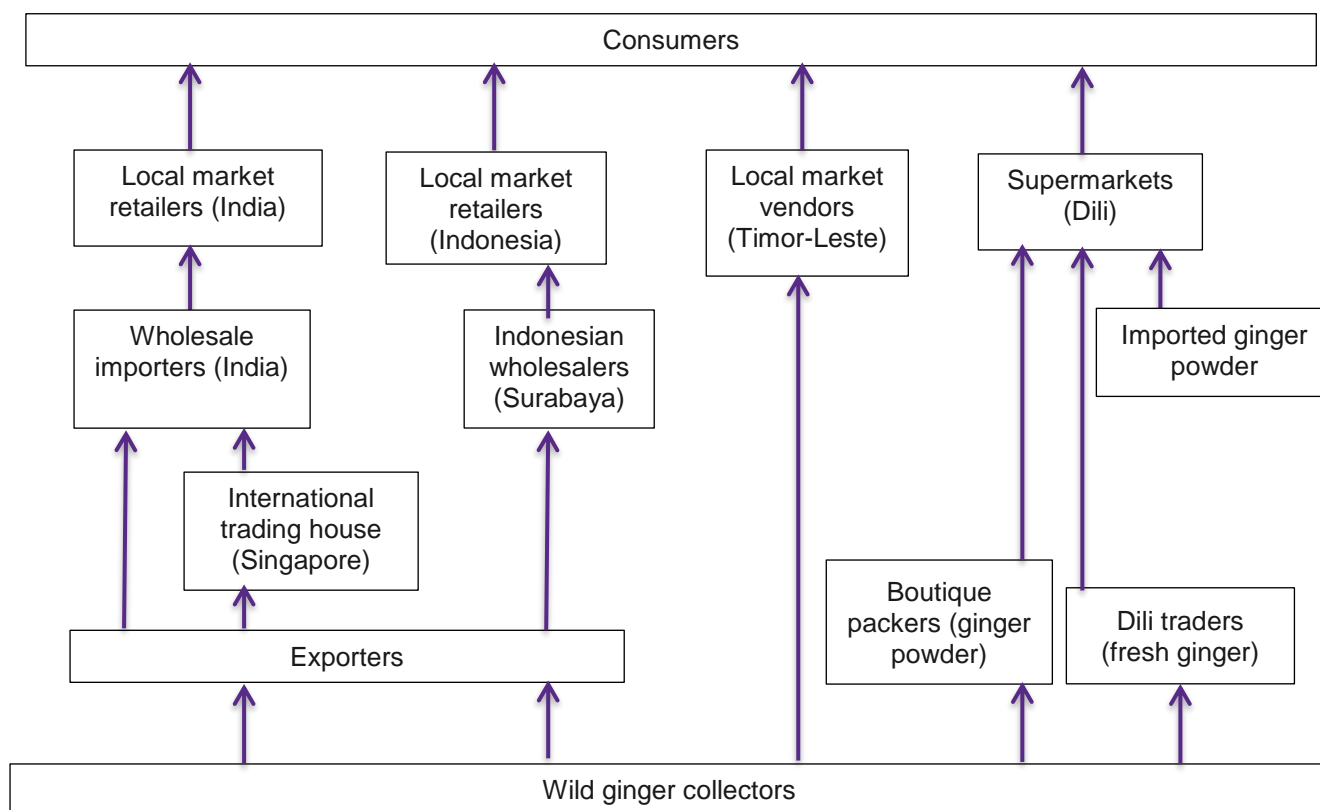 Consumers
Local market
retailers (India)
Local market
retailers
(Indonesia)
Local market
vendors
(Timor-Leste)
Supermarkets
(Dili)
Wholesale
importers (India)
Indonesian
wholesalers
(Surabaya)
Imported ginger
powder
International
trading house
(Singapore)
Boutique
packers (ginger
powder)
Dili traders
(fresh ginger)
Exporters
Wild ginger collectors